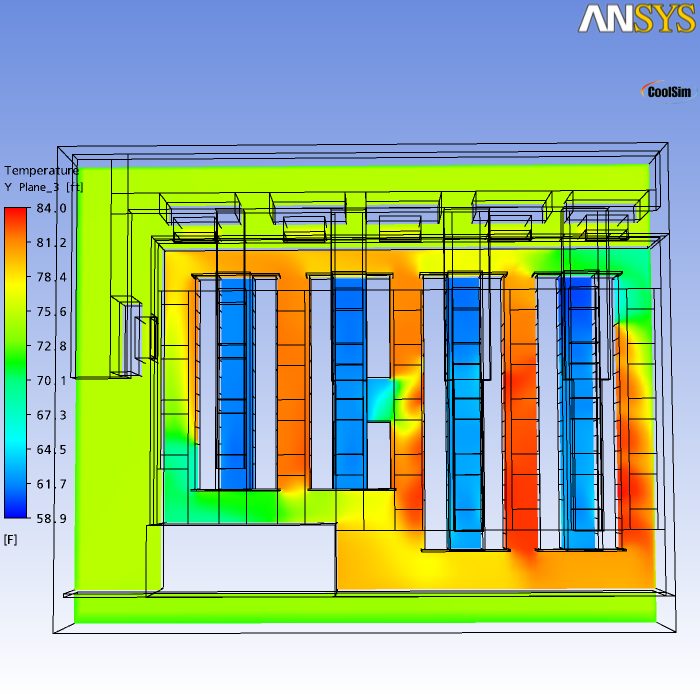 ANSYS
CoolSim
Temperature
Y Plane_3 [ft]
84.0
81.2
78.4
75.6
72.8
70.1
67.3
64.5
61.7
58.9
[F]